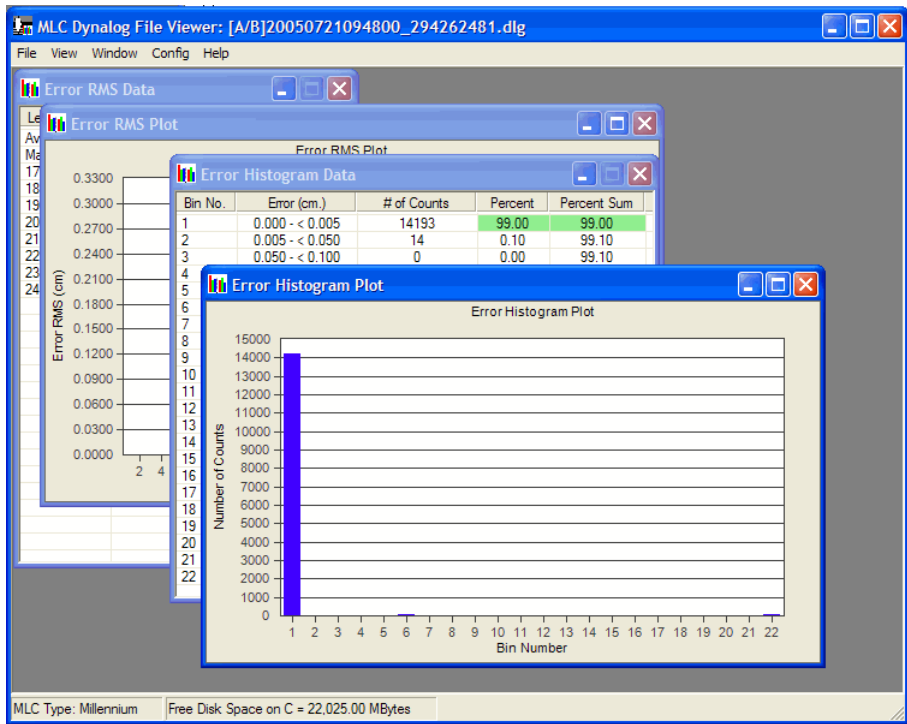 MLC Dynalog File Viewer: [A/B]20050721094800_294262481.dlg
File View Window Config Help
Error RMS Data
Le
Av
Ma
17
18
19
20
21
22
23
24
Error RMS Plot
Error RMS Plot
Error RMS (cm)
0.3300
0.3000
0.2700
0.2400
0.2100
0.1800
0.1500
0.1200
0.0900
0.0600
0.0300
0.0000
2 4
Error Histogram Data
Bin No. Error (cm.) # of Counts Percent Percent Sum
1 0.000 - < 0.005 14193 99.00 99.00
2 0.005 - < 0.050 14 0.10 99.10
3 0.050 - < 0.100 0 0.00 99.10
4
5
6
7
8
9
10
11
12
13
14
15
16
17
18
19
20
21
22
Error Histogram Plot
Error Histogram Plot
Number of Counts
15000
14000
13000
12000
11000
10000
9000
8000
7000
6000
5000
4000
3000
2000
1000
0
1 2 3 4 5 6 7 8 9 10 11 12 13 14 15 16 17 18 19 20 21 22
Bin Number
MLC Type: Millennium
Free Disk Space on C = 22,025.00 MBytes